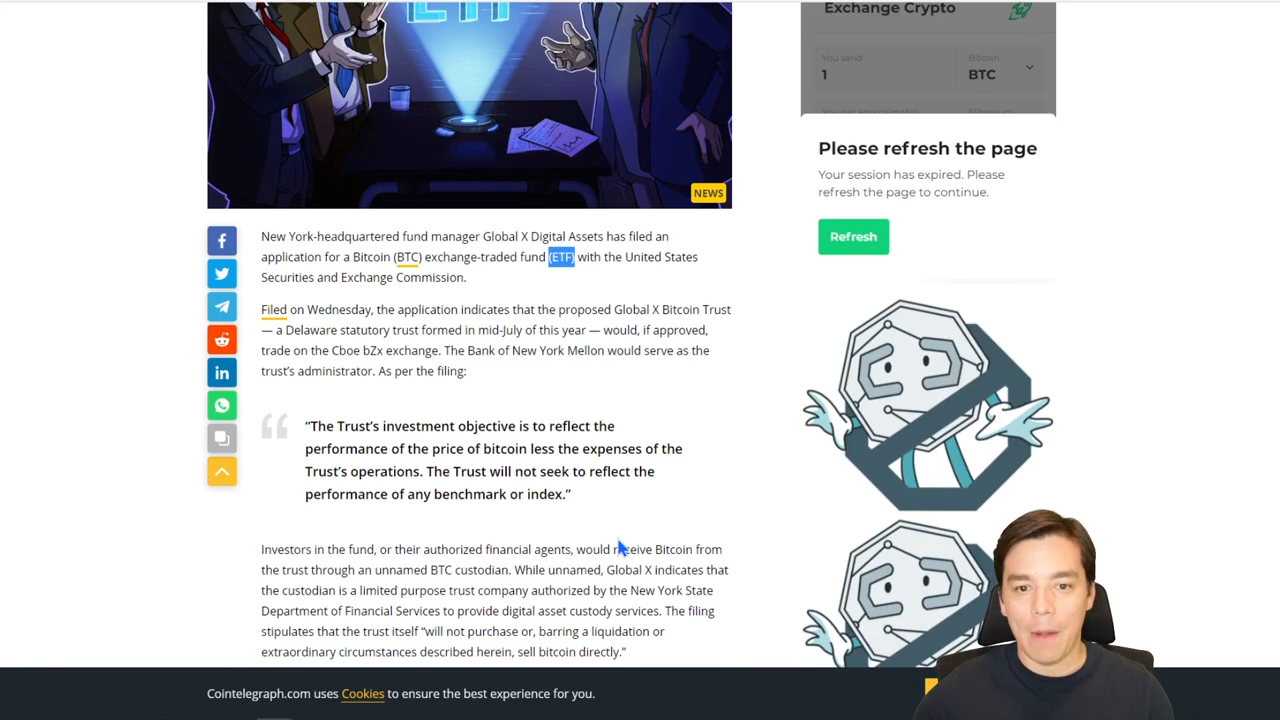 ETF
NEWS
New York-headquartered fund manager Global X Digital Assets has filed an
application for a Bitcoin (BTC) exchange-traded fund (ETF) with the United States
Securities and Exchange Commission.
Filed on Wednesday, the application indicates that the proposed Global X Bitcoin Trust
— a Delaware statutory trust formed in mid-July of this year — would, if approved,
trade on the Cboe bZx exchange. The Bank of New York Mellon would serve as the
trust’s administrator. As per the filing:
“The Trust’s investment objective is to reflect the
performance of the price of bitcoin less the expenses of the
Trust’s operations. The Trust will not seek to reflect the
performance of any benchmark or index.”
Investors in the fund, or their authorized financial agents, would receive Bitcoin from
the trust through an unnamed BTC custodian. While unnamed, Global X indicates that
the custodian is a limited purpose trust company authorized by the New York State
Department of Financial Services to provide digital asset custody services. The filing
stipulates that the trust itself “will not purchase or, barring a liquidation or
extraordinary circumstances described herein, sell bitcoin directly.”
Exchange Crypto
You send
1
Bitcoin
BTC
Please refresh the page
Your session has expired. Please
refresh the page to continue.
Refresh
Cointelegraph.com uses Cookies to ensure the best experience for you.